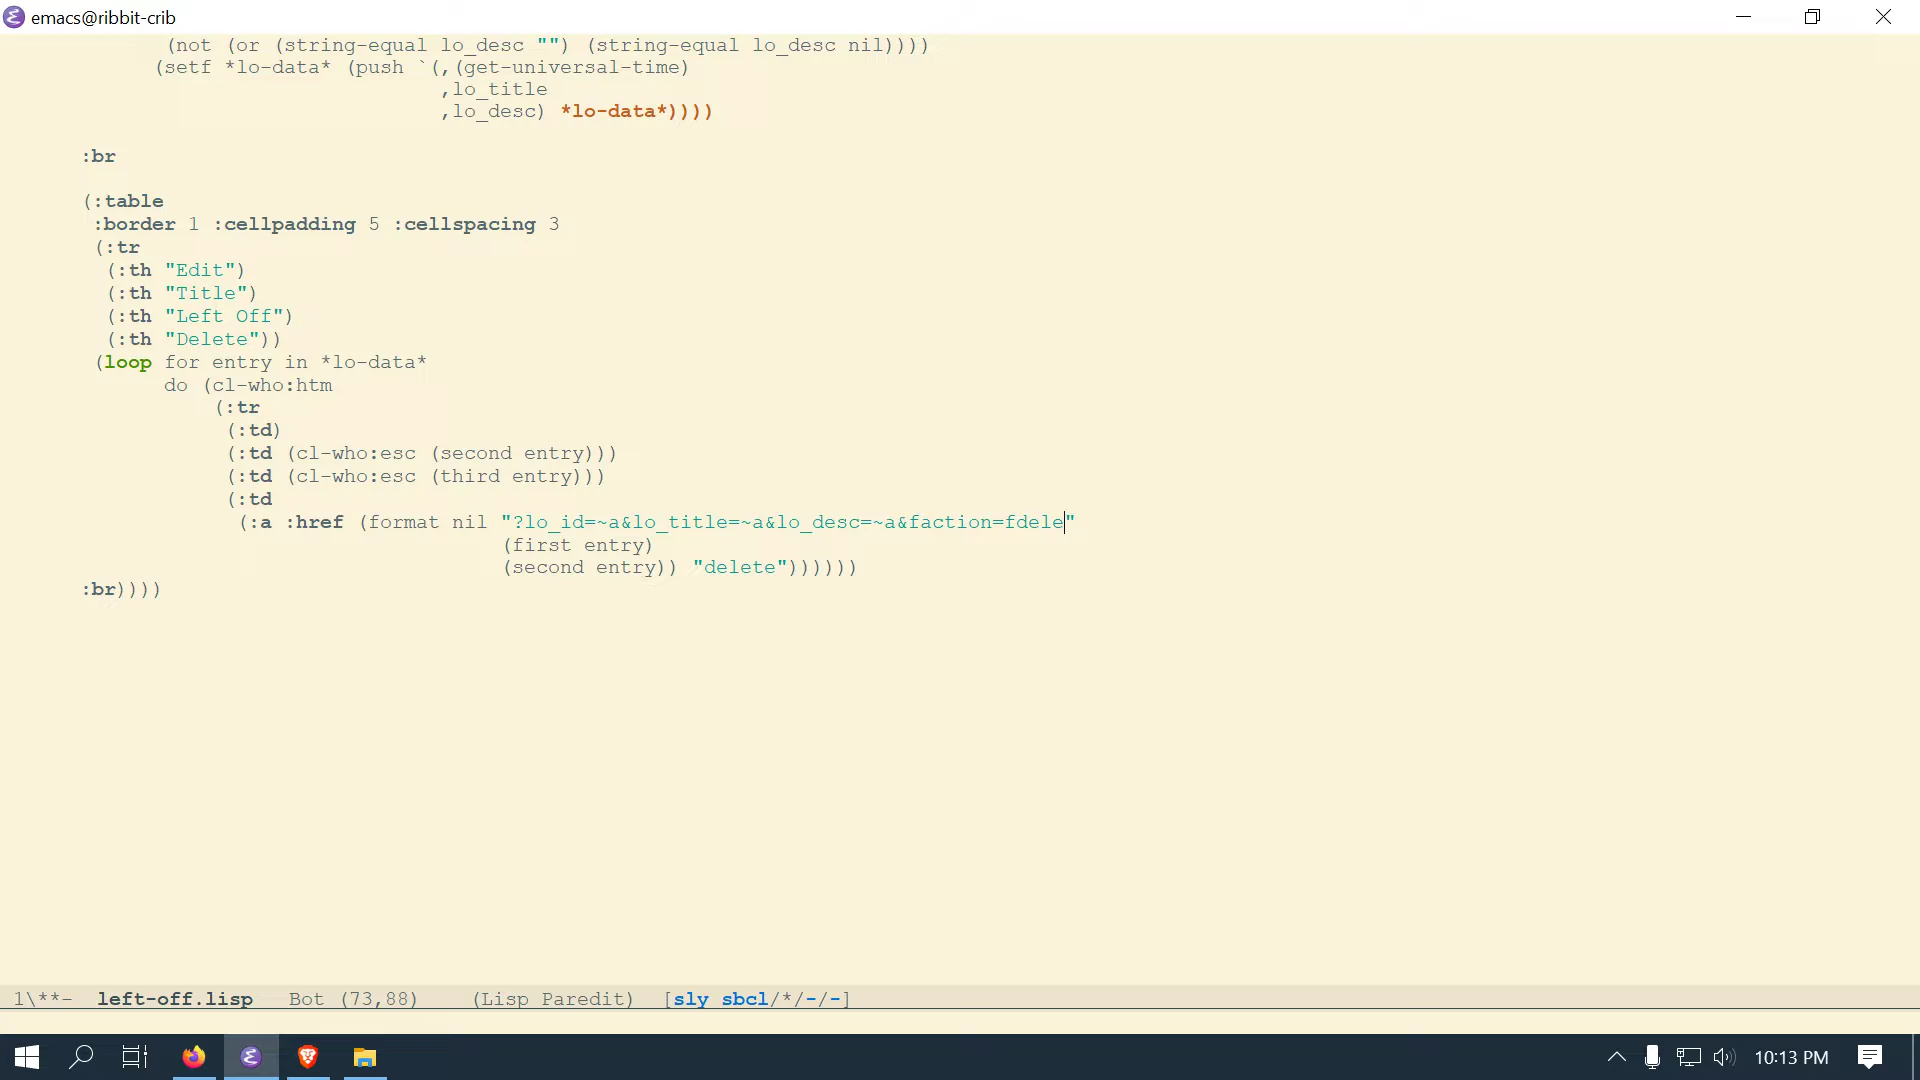 emacs@ribbit-crib
(not (or (string-equal lo_desc "") (string-equal lo_desc nil))))
(setf *lo-data* (push `(,(get-universal-time)
,lo_title
,lo_desc) *lo-data*))))
:br
(:table
:border 1 :cellpadding 5 :cellspacing 3
(:tr
(:th "Edit")
(:th "Title")
(:th "Left Off")
(:th "Delete"))
(loop for entry in *lo-data*
do (cl-who:htm
(:tr
(:td)
(:td (cl-who:esc (second entry)))
(:td (cl-who:esc (third entry)))
(:td
(:a :href (format nil "?lo_id=~a&lo_title=~a&lo_desc=~a&faction=fdele"
(first entry)
(second entry)) "delete"))))))
:br))))
1\**-  left-off.lisp   Bot (73,88)   (Lisp Paredit)  [sly sbcl/*/-/-]
10:13 PM